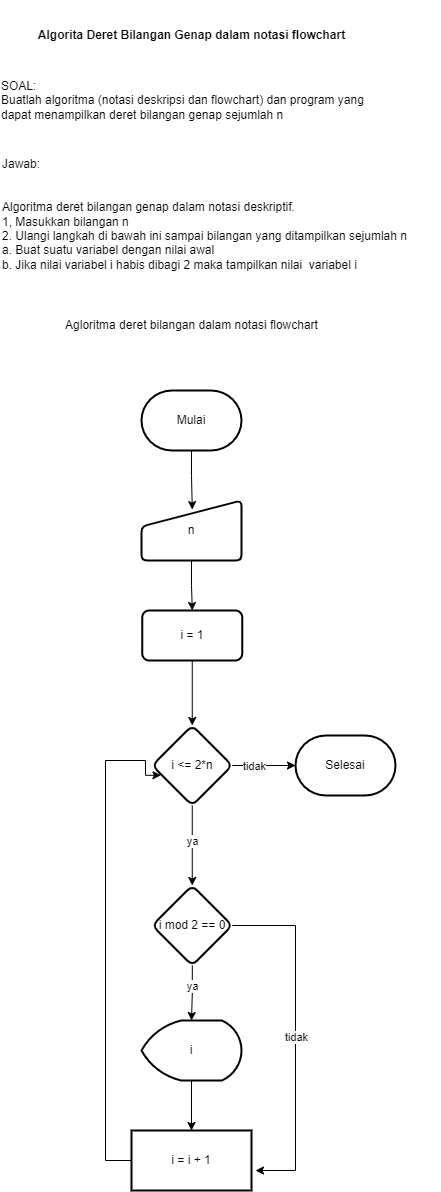 Algorita Deret Bilangan Genap dalam notasi flowchart
SOAL:
Buatlah algoritma (notasi deskripsi dan flowchart) dan program yang
dapat menampilkan deret bilangan genap sejumlah n
Jawab:
Algoritma deret bilangan genap dalam notasi deskriptif.
1, Masukkan bilangan n
2. Ulangi langkah di bawah ini sampai bilangan yang ditampilkan sejumlah n
a. Buat suatu variabel dengan nilai awal
b. Jika nilai variabel i habis dibagi 2 maka tampilkan nilai  variabel i
Agloritma deret bilangan dalam notasi flowchart
Mulai
n
i = 1
i <= 2*n
tidak
Selesai
ya
i mod 2 == 0
ya
tidak
i
i = i + 1